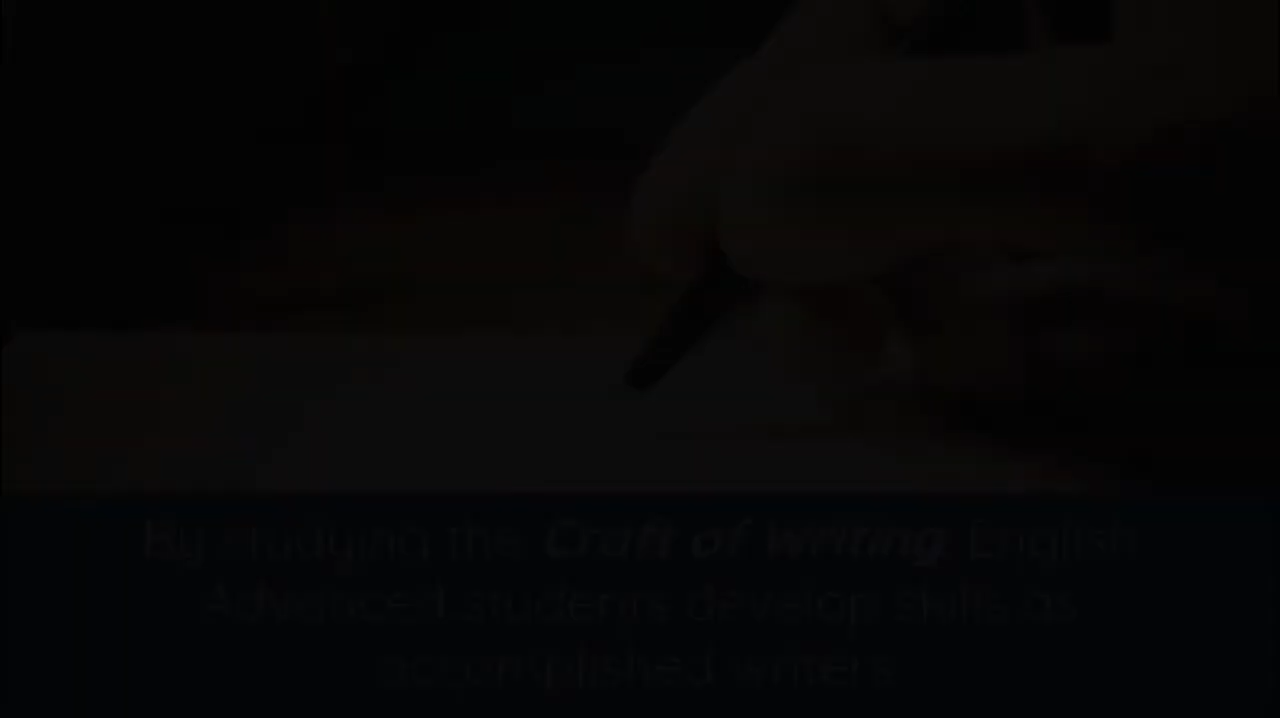 By studying the Craft of Writing English
Advanced students develop skills as
accomplished writers